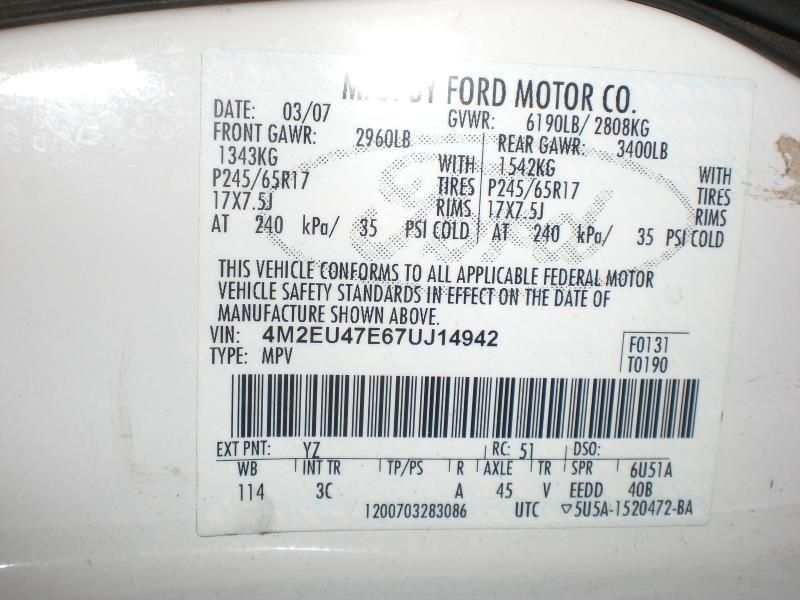 MFD. BY FORD MOTOR CO.
DATE: 03/07 GVWR: 6190LB/ 2808KG
FRONT GAWR: 2960LB REAR GAWR: 3400LB
1343KG WITH 1542KG WITH
P245/65R17 TIRES P245/65R17 TIRES
17X7.5J RIMS 17X7.5J RIMS
AT 240 kPa/ 35 PSI COLD AT 240 kPa/ 35 PSI COLD
Ford
THIS VEHICLE CONFORMS TO ALL APPLICABLE FEDERAL MOTOR
VEHICLE SAFETY STANDARDS IN EFFECT ON THE DATE OF
MANUFACTURE SHOWN ABOVE.
VIN: 4M2EU47E67UJ14942
TYPE: MPV
F0131
T0190
EXT PNT: YZ RC: 51 DSO:
WB INT TR TP/PS R AXLE TR SPR 6U51A
114 3C A 45 V EEDD 40B
1200703283086 UTC ▽5U5A-1520472-BA